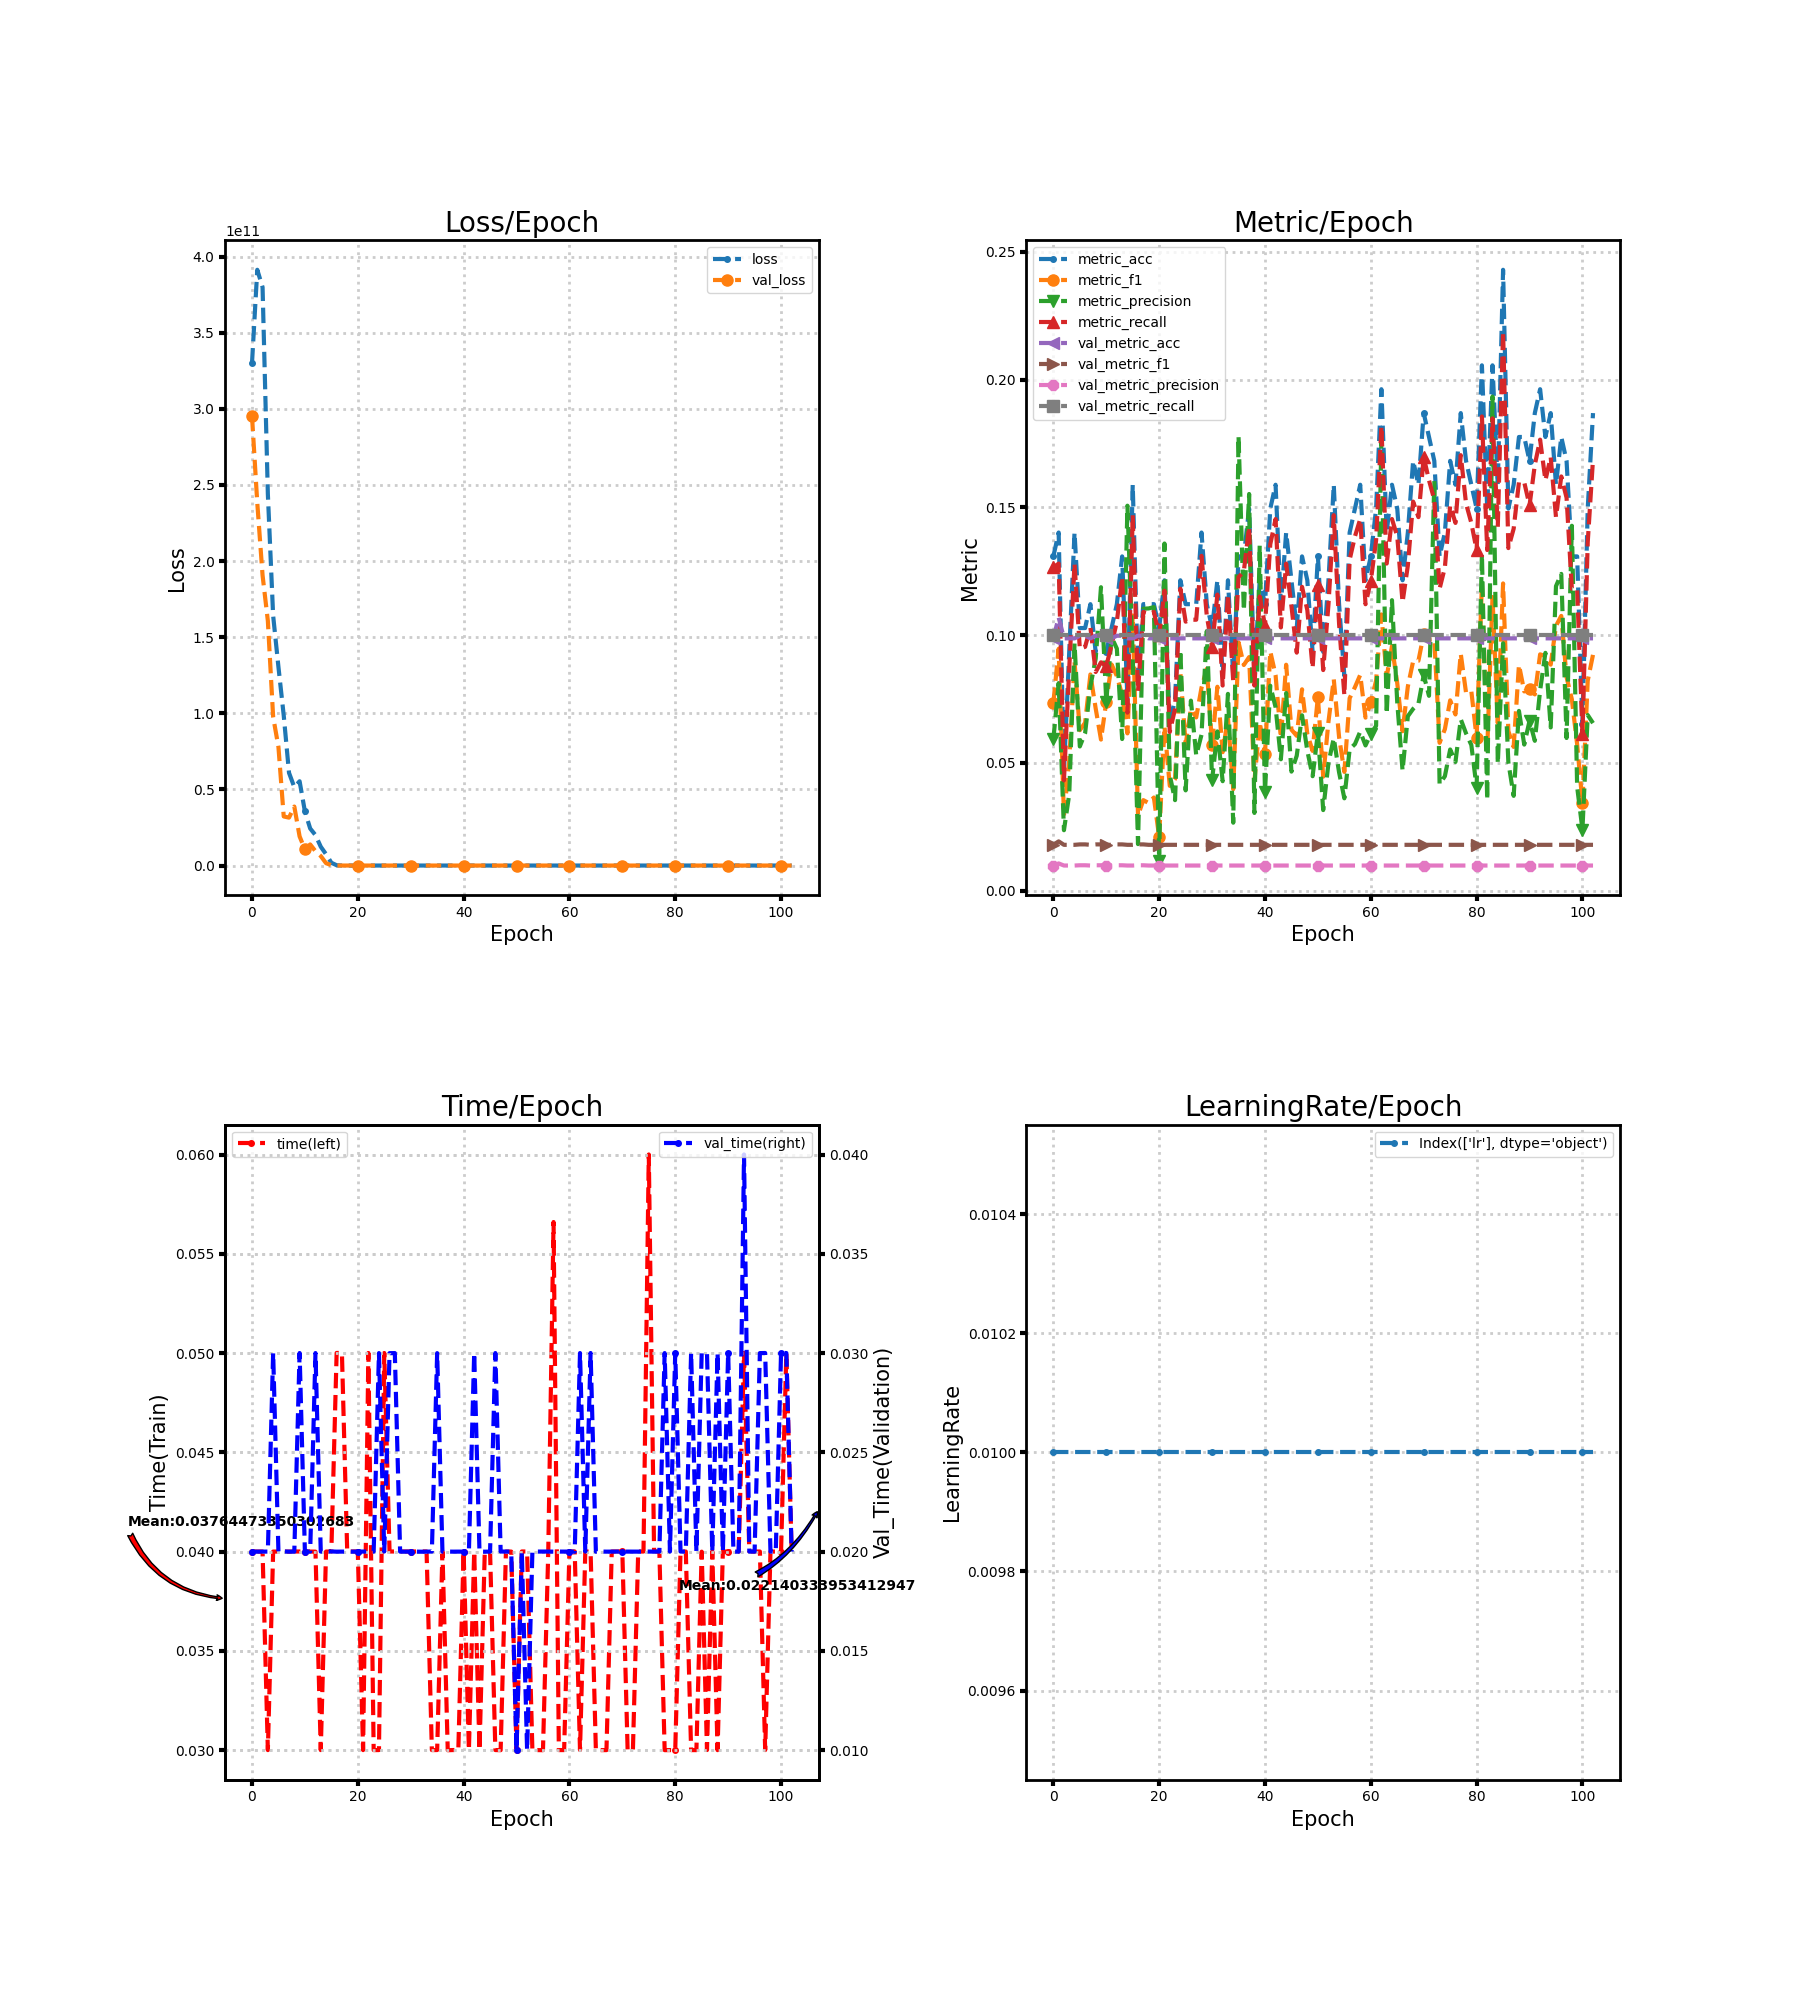 Loss/Epoch
1e11
4.0
3.5
3.0
2.5
2.0
1.5
1.0
0.5
0.0
Loss
loss
val_loss
0 20 40 60 80 100
Epoch
Metric/Epoch
0.25
0.20
0.15
0.10
0.05
0.00
Metric
metric_acc
metric_f1
metric_precision
metric_recall
val_metric_acc
val_metric_f1
val_metric_precision
val_metric_recall
0 20 40 60 80 100
Epoch
Time/Epoch
time(left)
val_time(right)
0.060
0.055
0.050
0.045
0.040
0.035
0.030
Time(Train)
Mean:0.03764473350302683
0.040
0.035
0.030
0.025
0.020
0.015
0.010
Val_Time(Validation)
Mean:0.022140333953412947
0 20 40 60 80 100
Epoch
LearningRate/Epoch
Index(['lr'], dtype='object')
0.0104
0.0102
0.0100
0.0098
0.0096
LearningRate
0 20 40 60 80 100
Epoch